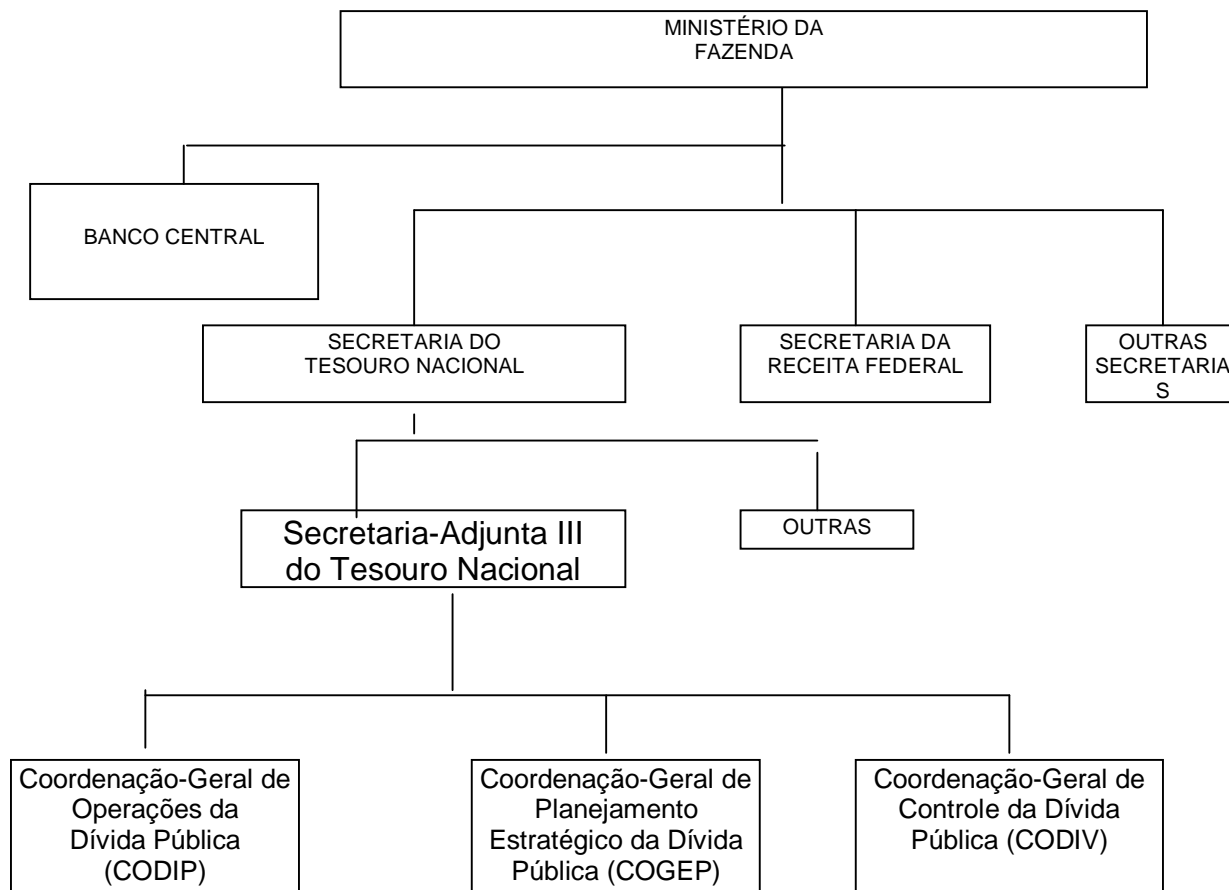 MINISTÉRIO DA
FAZENDA
BANCO CENTRAL
SECRETARIA DO
TESOURO NACIONAL
SECRETARIA DA
RECEITA FEDERAL
OUTRAS
SECRETARIA
S
Secretaria-Adjunta III
do Tesouro Nacional
OUTRAS
Coordenação-Geral de
Operações da
Dívida Pública
(CODIP)
Coordenação-Geral de
Planejamento
Estratégico da Dívida
Pública (COGEP)
Coordenação-Geral de
Controle da Dívida
Pública (CODIV)